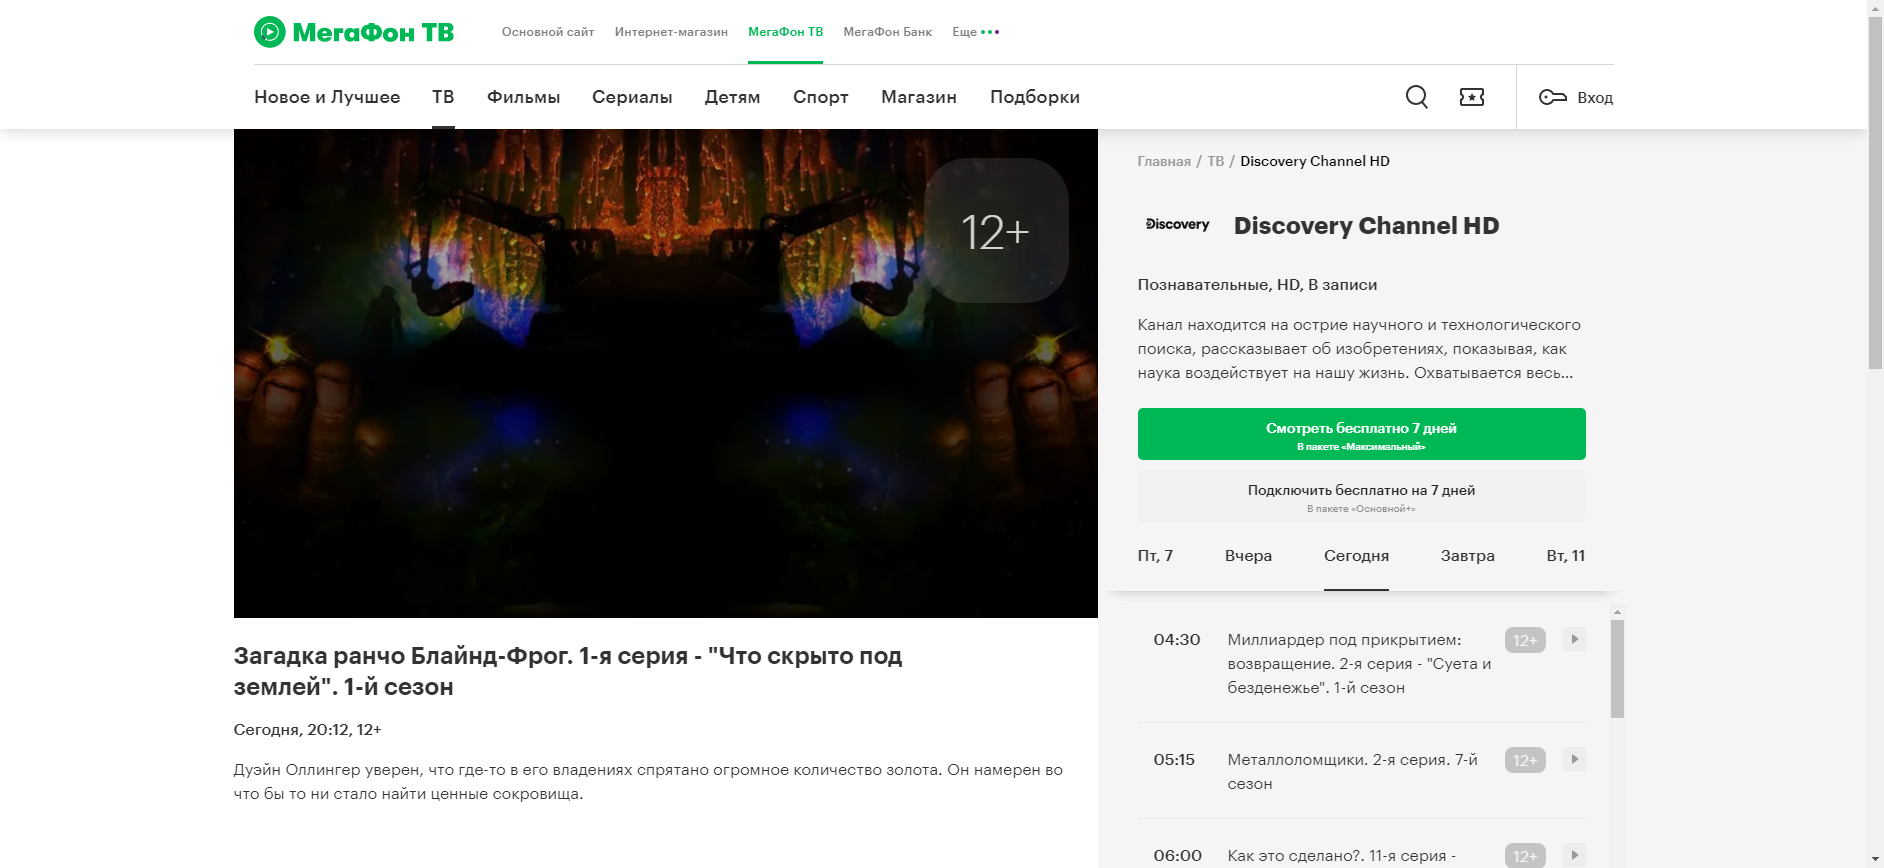 МегаФон ТВ
Основной сайт Интернет-магазин МегаФон ТВ МегаФон Банк Еще
Новое и Лучшее ТВ Фильмы Сериалы Детям Спорт Магазин Подборки Вход
12+
Главная / ТВ / Discovery Channel HD
Discovery Discovery Channel HD
Познавательные, HD, В записи
Канал находится на острие научного и технологического
поиска, рассказывает об изобретениях, показывая, как
наука воздействует на нашу жизнь. Охватывается весь...
Смотреть бесплатно 7 дней
В пакете «Максимальный»
Подключить бесплатно на 7 дней
В пакете «Основной+»
Пт, 7 Вчера Сегодня Завтра Вт, 11
04:30 Миллиардер под прикрытием: 12+
возвращение. 2-я серия - "Суета и
безденежье". 1-й сезон
05:15 Металлоломщики. 2-я серия. 7-й 12+
сезон
06:00 Как это сделано?. 11-я серия - 12+
Загадка ранчо Блайнд-Фрог. 1-я серия - "Что скрыто под
землей". 1-й сезон
Сегодня, 20:12, 12+
Дуэйн Оллингер уверен, что где-то в его владениях спрятано огромное количество золота. Он намерен во
что бы то ни стало найти ценные сокровища.